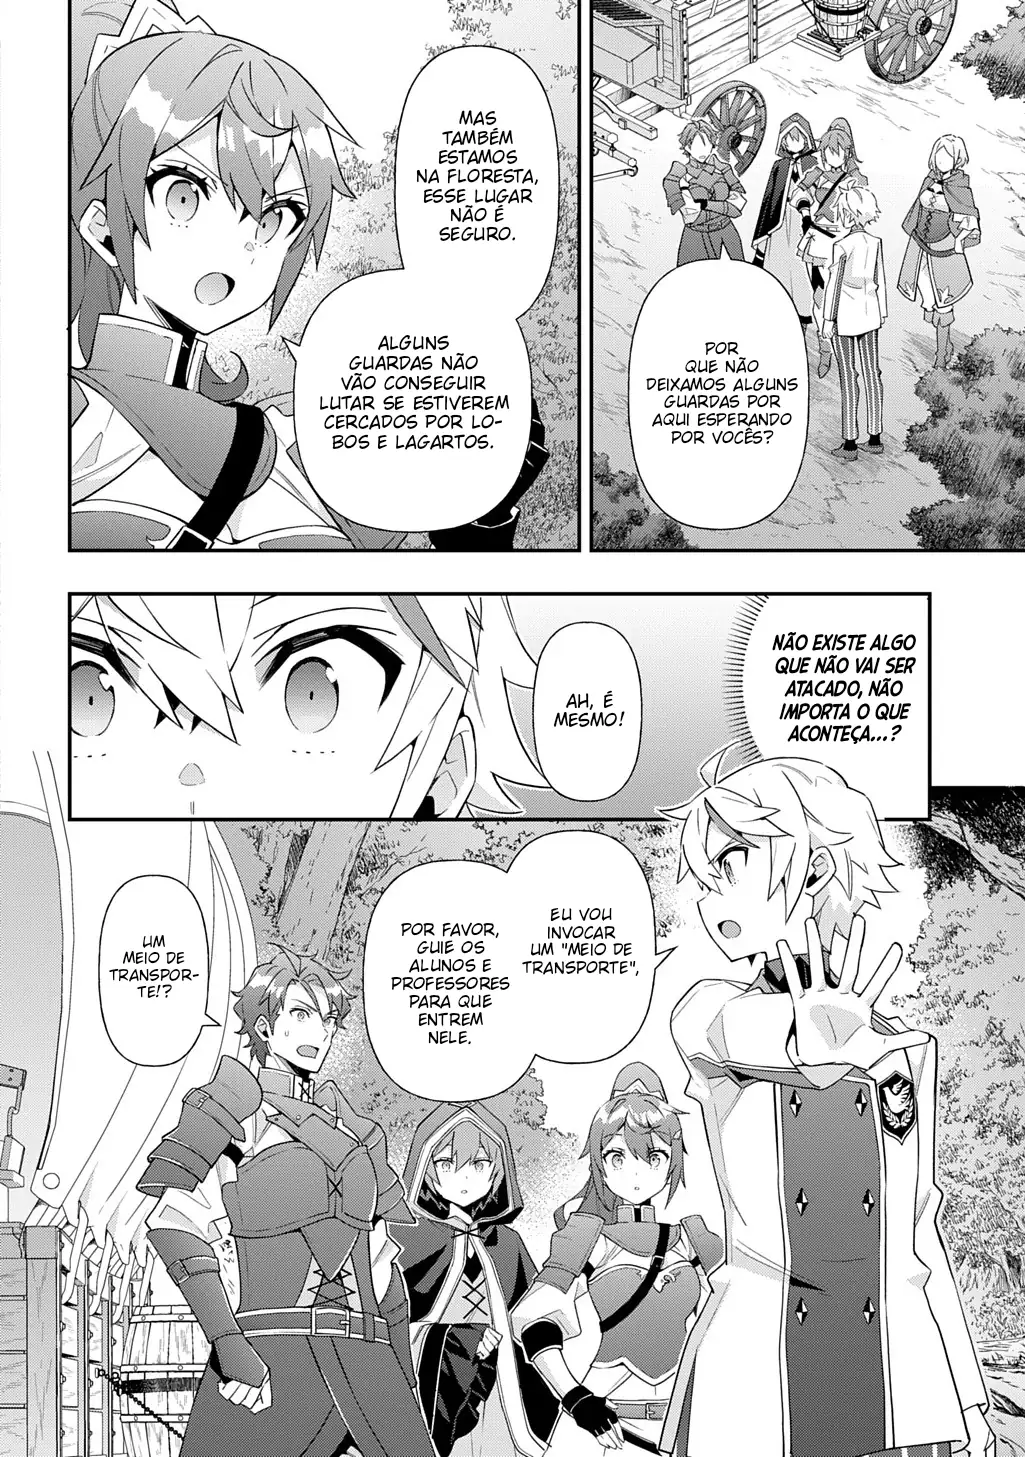 POR
QUE NÃO
DEIXAMOS ALGUNS
GUARDAS POR
AQUI ESPERANDO
POR VOCÊS?
MAS
TAMBÉM
ESTAMOS
NA FLORESTA,
ESSE LUGAR
NÃO É
SEGURO.
ALGUNS
GUARDAS NÃO
VÃO CONSEGUIR
LUTAR SE ESTIVEREM
CERCADOS POR LO-
BOS E LAGARTOS.
NÃO EXISTE ALGO
QUE NÃO VAI SER
ATACADO, NÃO
IMPORTA O QUE
ACONTEÇA...?
AH, É
MESMO!
EU VOU
INVOCAR
UM "MEIO DE
TRANSPORTE",
POR FAVOR,
GUIE OS
ALUNOS E
PROFESSORES
PARA QUE
ENTREM
NELE.
UM
MEIO DE
TRANSPOR-
TE!?